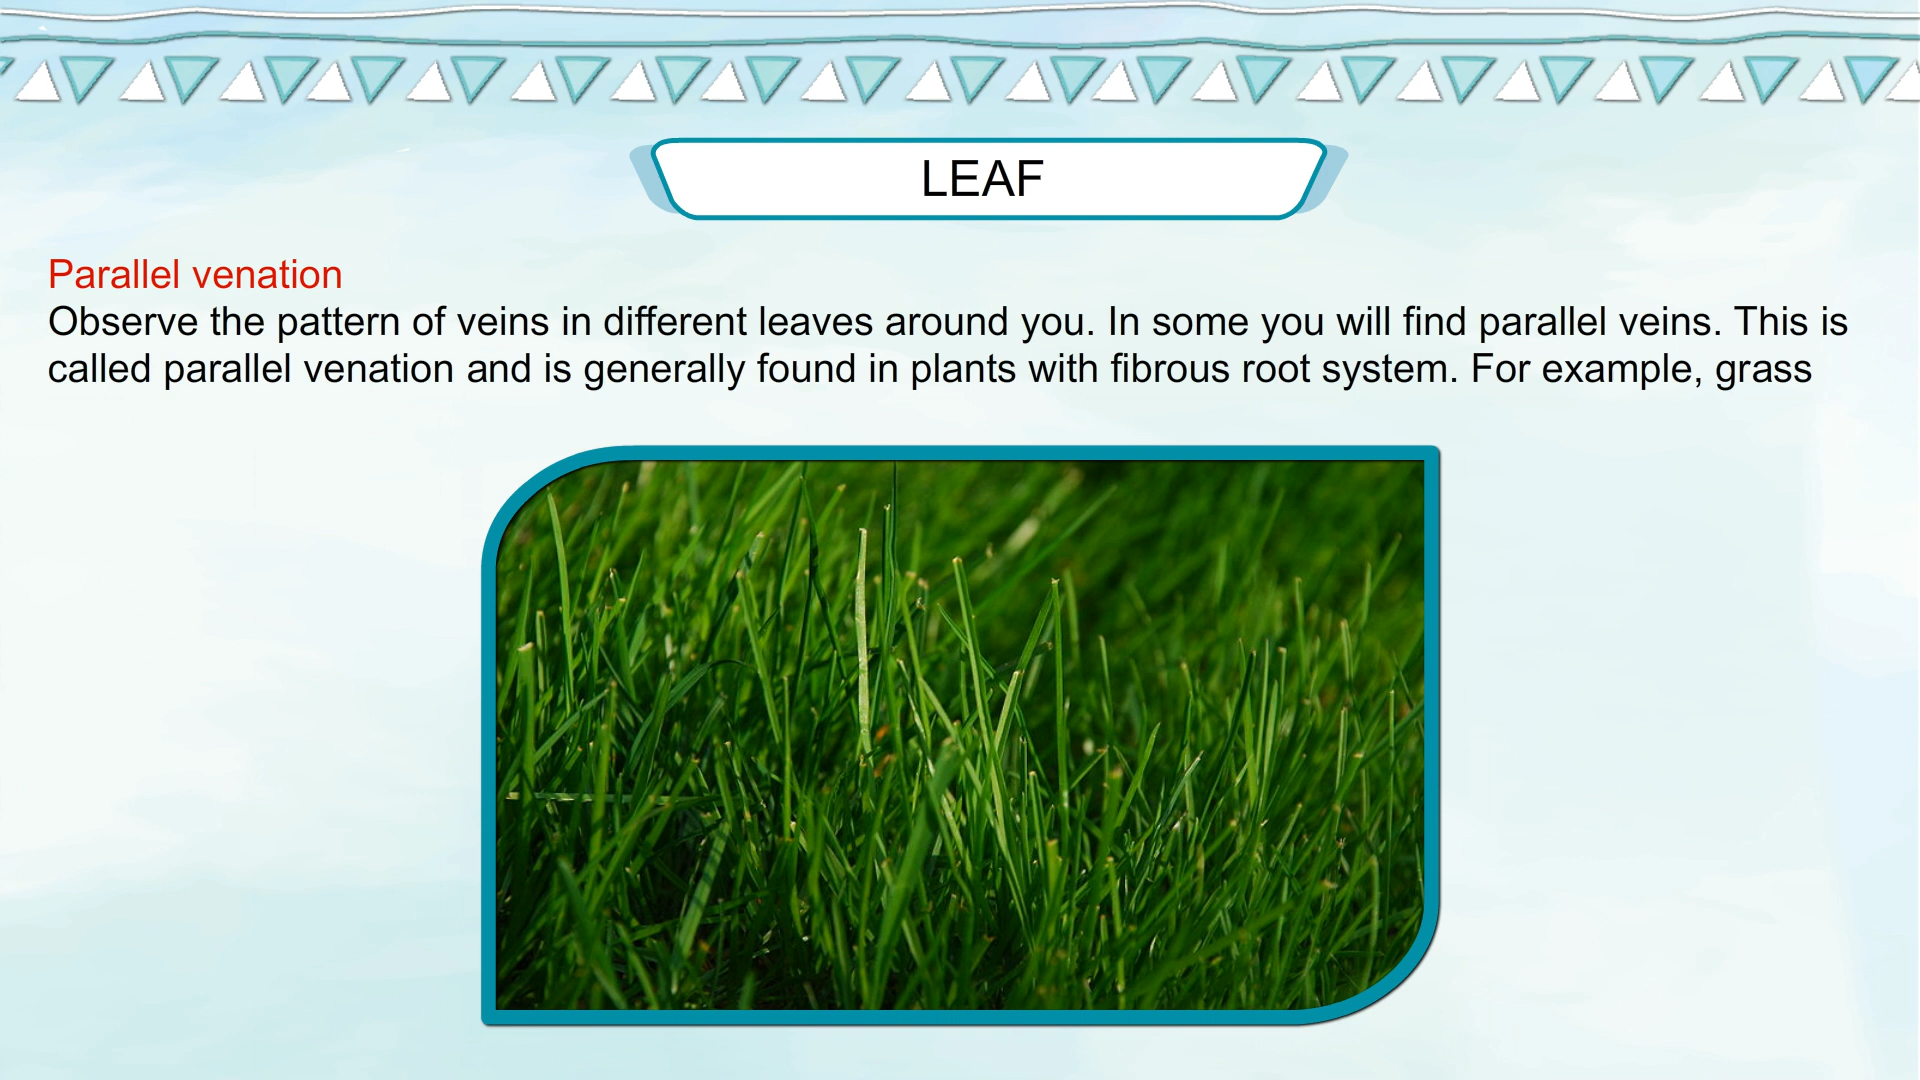 LEAF
Parallel venation
Observe the pattern of veins in different leaves around you. In some you will find parallel veins. This is
called parallel venation and is generally found in plants with fibrous root system. For example, grass